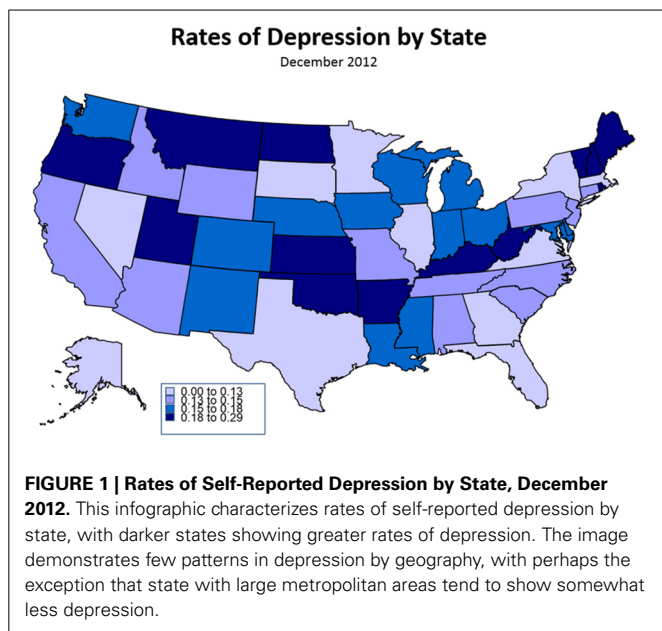 Rates of Depression by State
December 2012
0.00 to 0.13
0.13 to 0.15
0.15 to 0.18
0.18 to 0.29
FIGURE 1 | Rates of Self-Reported Depression by State, December
2012. This infographic characterizes rates of self-reported depression by
state, with darker states showing greater rates of depression. The image
demonstrates few patterns in depression by geography, with perhaps the
exception that state with large metropolitan areas tend to show somewhat
less depression.